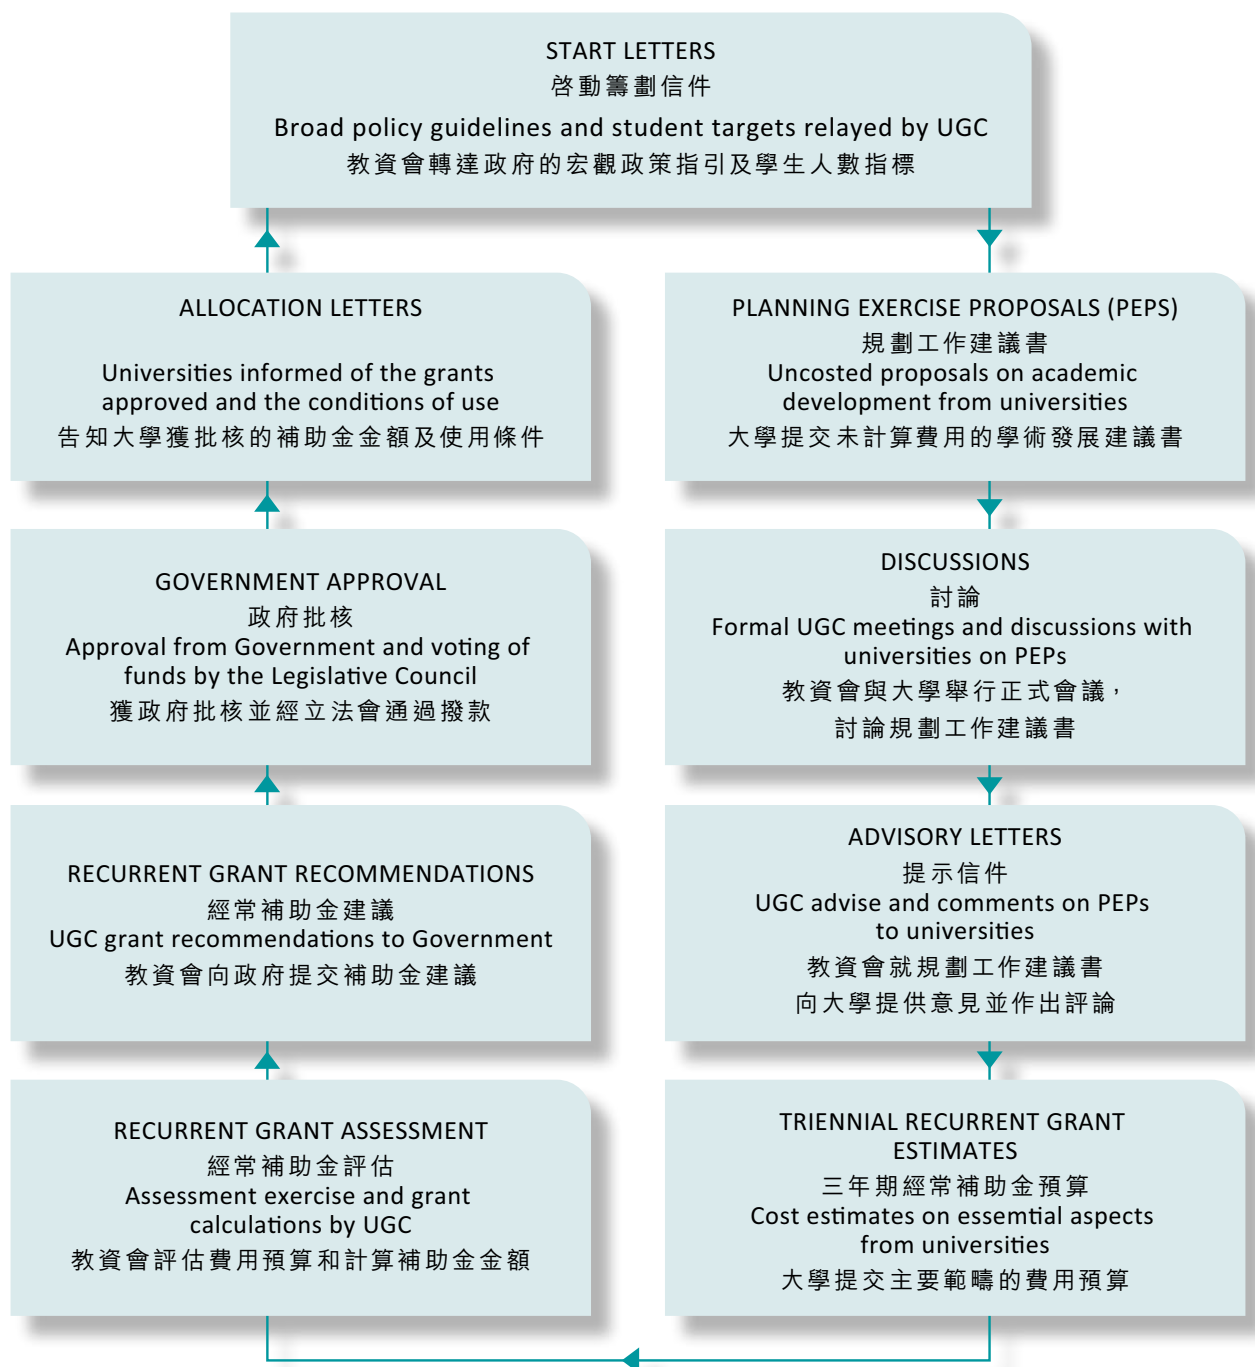 START LETTERS
啓動籌劃信件
Broad policy guidelines and student targets relayed by UGC
教資會轉達政府的宏觀政策指引及學生人數指標
PLANNING EXERCISE PROPOSALS (PEPS)
規劃工作建議書
Uncosted proposals on academic
development from universities
大學提交未計算費用的學術發展建議書
DISCUSSIONS
討論
Formal UGC meetings and discussions with
universities on PEPs
教資會與大學舉行正式會議，
討論規劃工作建議書
ADVISORY LETTERS
提示信件
UGC advise and comments on PEPs
to universities
教資會就規劃工作建議書
向大學提供意見並作出評論
TRIENNIAL RECURRENT GRANT
ESTIMATES
三年期經常補助金預算
Cost estimates on essemtial aspects
from universities
大學提交主要範疇的費用預算
RECURRENT GRANT ASSESSMENT
經常補助金評估
Assessment exercise and grant
calculations by UGC
教資會評估費用預算和計算補助金金額
RECURRENT GRANT RECOMMENDATIONS
經常補助金建議
UGC grant recommendations to Government
教資會向政府提交補助金建議
GOVERNMENT APPROVAL
政府批核
Approval from Government and voting of
funds by the Legislative Council
獲政府批核並經立法會通過撥款
ALLOCATION LETTERS
Universities informed of the grants
approved and the conditions of use
告知大學獲批核的補助金金額及使用條件